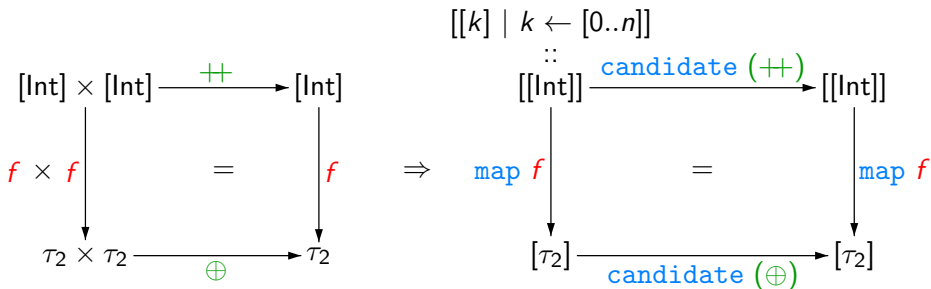 [[k] | k ← [0..n]]
::
[Int] × [Int] ++ [Int] [[Int]] candidate (++) [[Int]]
f × f = f ⇒ map f = map f
τ₂ × τ₂ ⊕ τ₂ [τ₂] candidate (⊕) [τ₂]